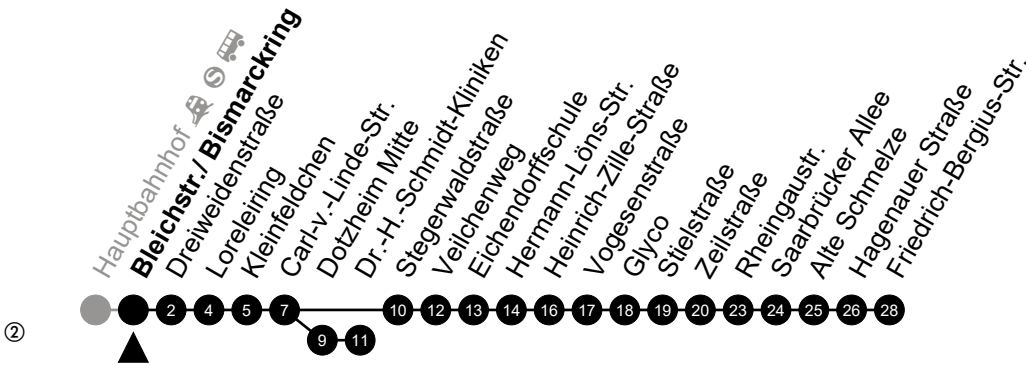 Hauptbahnhof Ⓢ
Bleichstr./ Bismarckring
Dreiweidenstraße
Loreleiring
Kleinfeldchen
Carl-v.-Linde-Str.
Dotzheim Mitte
Dr.-H.-Schmidt-Kliniken
Stegerwaldstraße
Veilchenweg
Eichendorffschule
Hermann-Löns-Str.
Heinrich-Zille-Straße
Vogesenstraße
Glyco
Stielstraße
Zeilstraße
Rheingaustr.
Saarbrücker Allee
Alte Schmelze
Hagenauer Straße
Friedrich-Bergius-Str.
2 4 5 7 10 12 13 14 16 17 18 19 20 23 24 25 26 28
② 9 11